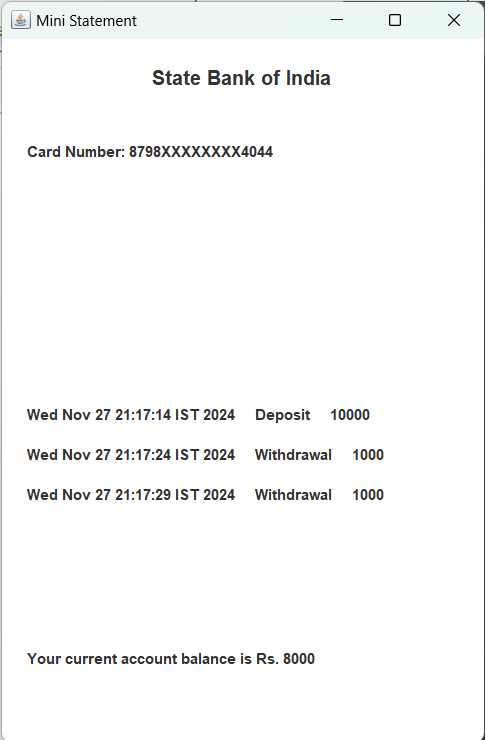 Mini Statement
State Bank of India
Card Number: 8798XXXXXXXX4044
Wed Nov 27 21:17:14 IST 2024 Deposit 10000
Wed Nov 27 21:17:24 IST 2024 Withdrawal 1000
Wed Nov 27 21:17:29 IST 2024 Withdrawal 1000
Your current account balance is Rs. 8000